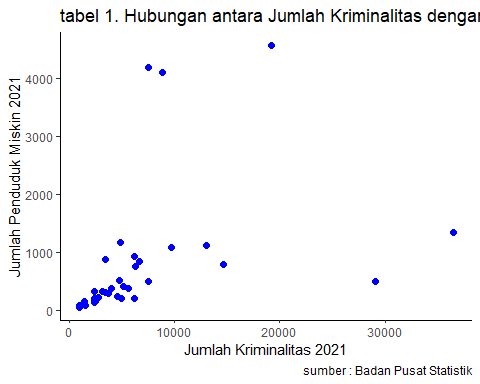 tabel 1. Hubungan antara Jumlah Kriminalitas dengan
Jumlah Penduduk Miskin 2021
4000
3000
2000
1000
0
0 10000 20000 30000
Jumlah Kriminalitas 2021
sumber : Badan Pusat Statistik